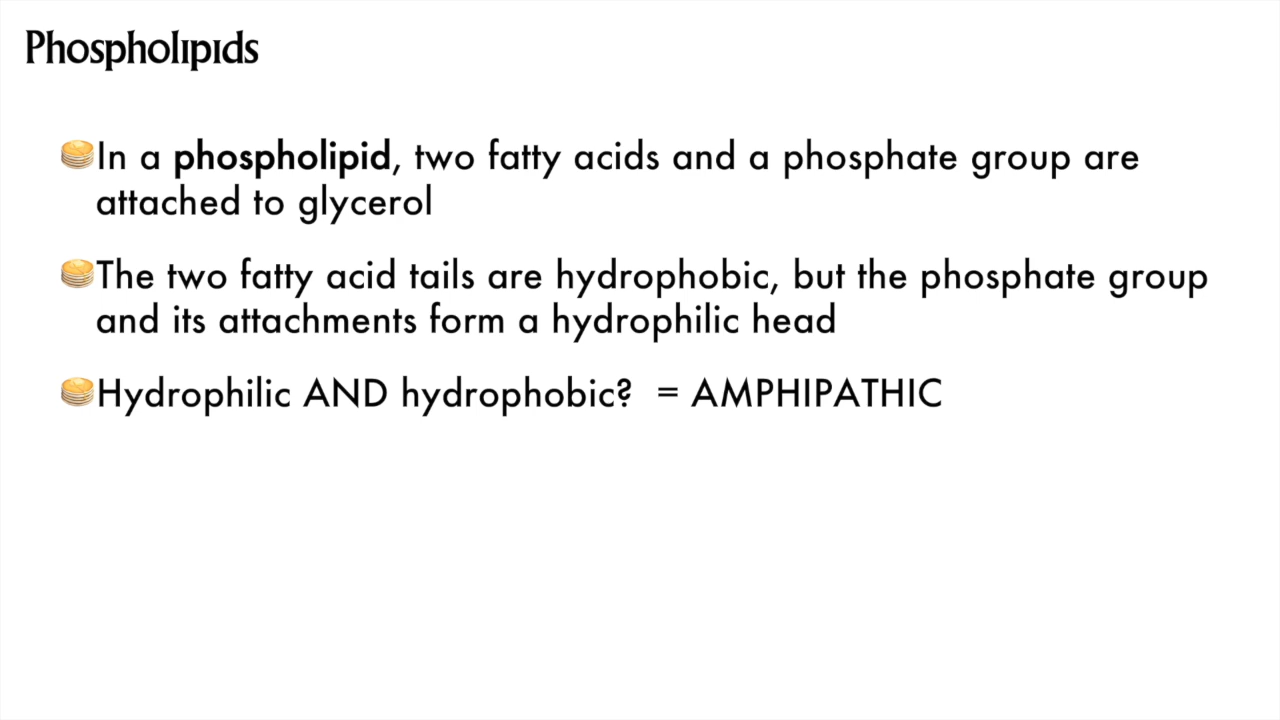 Phospholipids
In a phospholipid, two fatty acids and a phosphate group are
attached to glycerol
The two fatty acid tails are hydrophobic, but the phosphate group
and its attachments form a hydrophilic head
Hydrophilic AND hydrophobic?  = AMPHIPATHIC